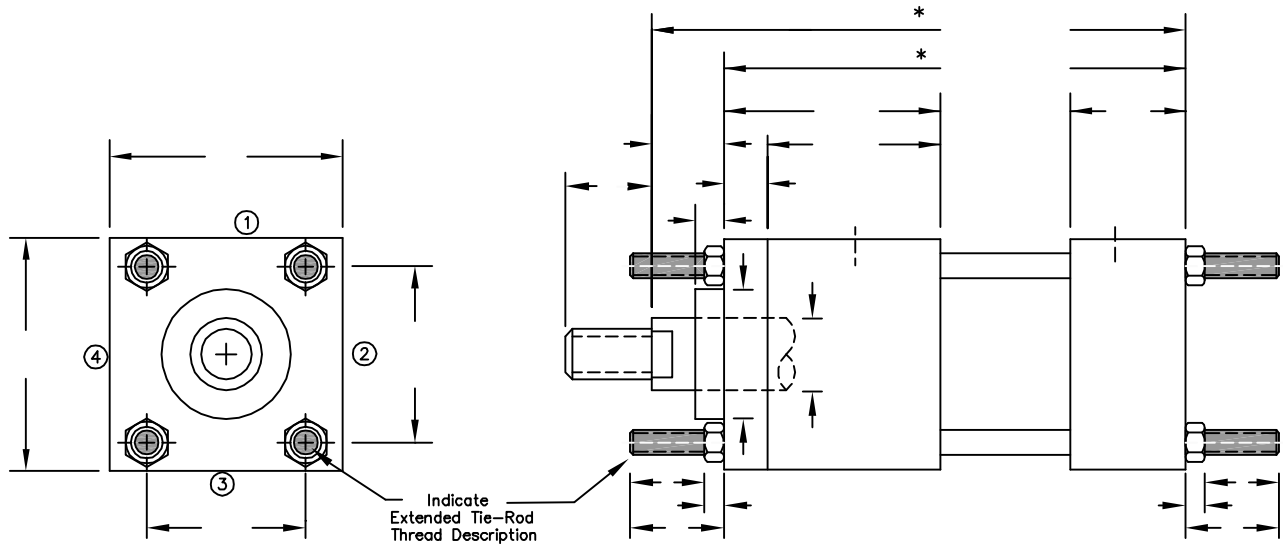 *
*
①
④
②
③
Indicate
Extended Tie-Rod
Thread Description